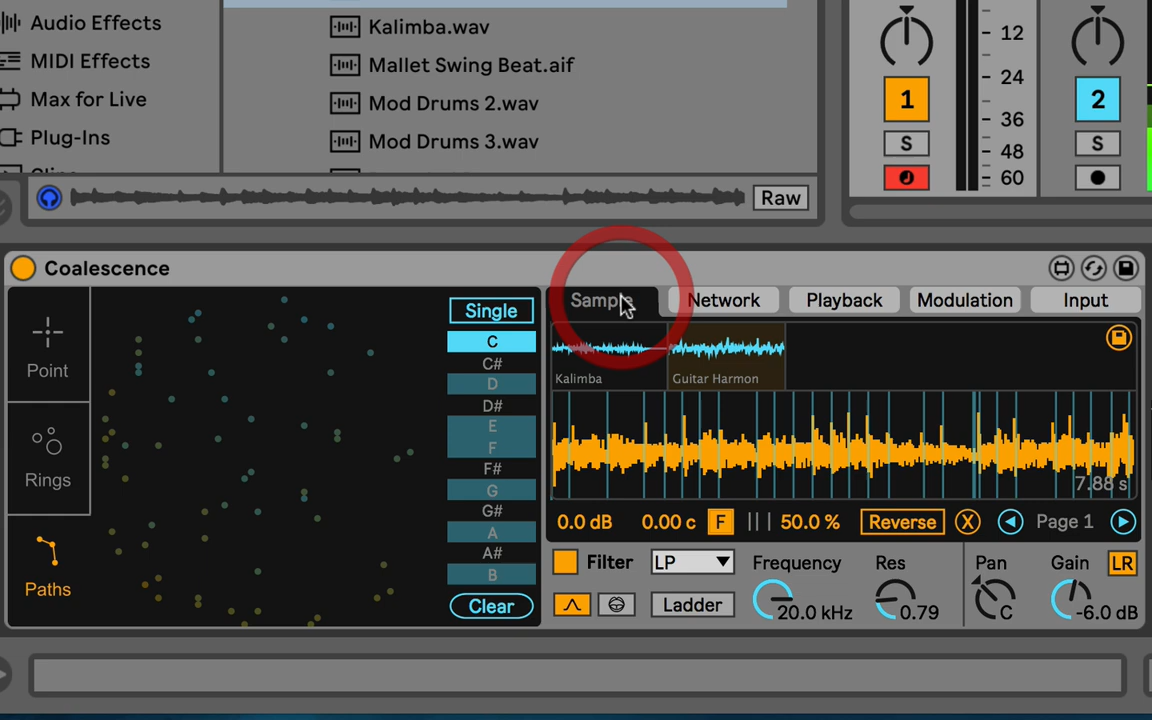 Audio Effects
MIDI Effects
Max for Live
Plug-Ins
Kalimba.wav
Mallet Swing Beat.aif
Mod Drums 2.wav
Mod Drums 3.wav
Raw
12
24
36
48
60
1
S
2
S
Coalescence
Point
Rings
Paths
Single
C
C#
D
D#
E
F
F#
G
G#
A
A#
B
Clear
Sample Network Playback Modulation Input
Kalimba
Guitar Harmon
7.88 s
0.0 dB 0.00 c F 50.0 % Reverse X Page 1
Filter LP Frequency Res Pan Gain LR
Ladder 20.0 kHz 0.79 C -6.0 dB